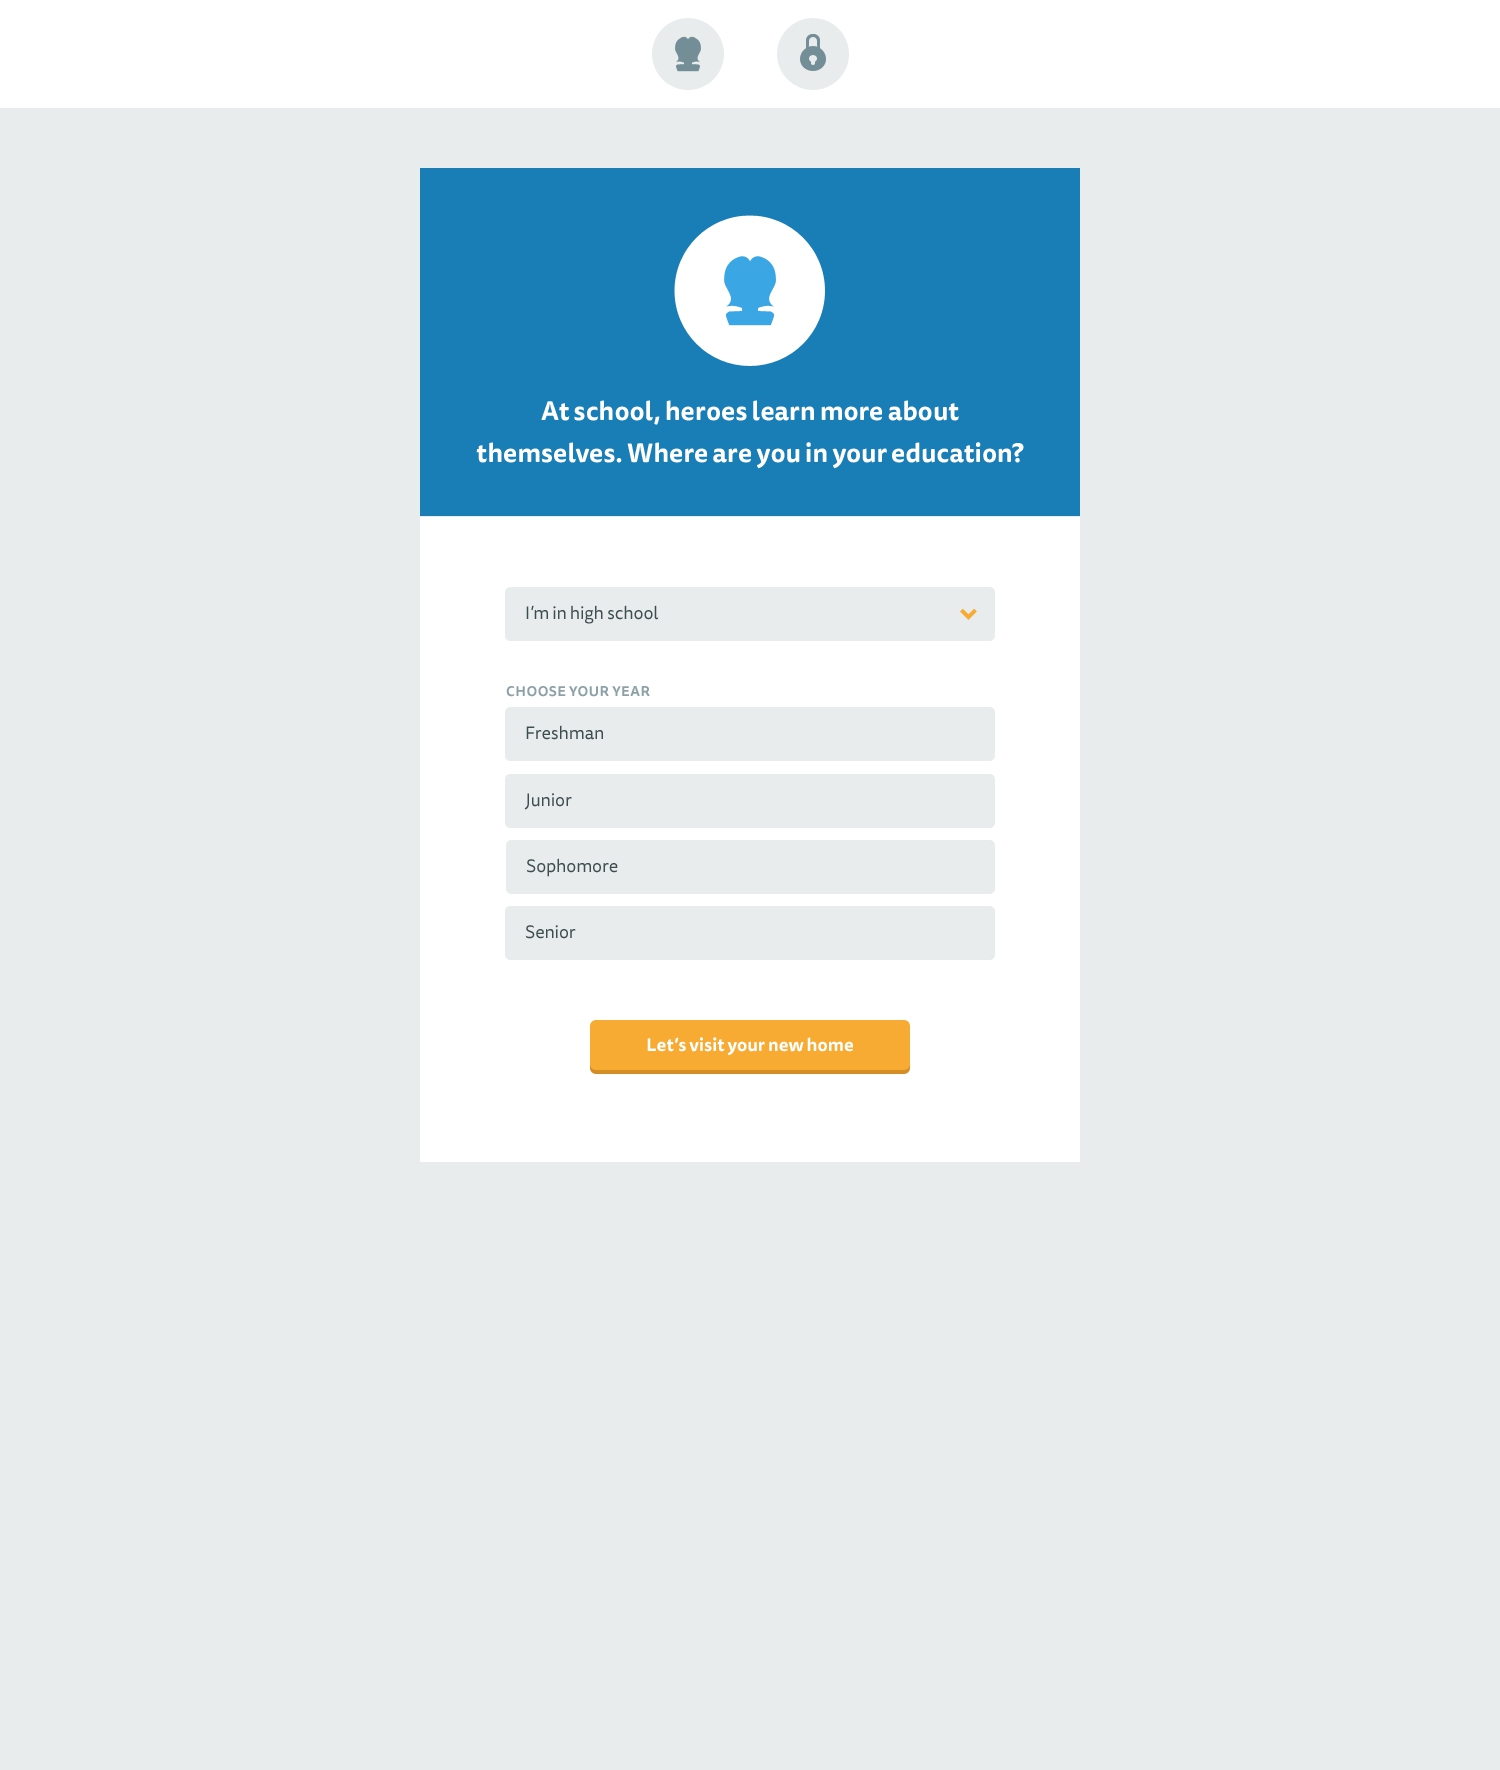 At school, heroes learn more about
themselves. Where are you in your education?
I’m in high school
CHOOSE YOUR YEAR
Freshman
Junior
Sophomore
Senior
Let’s visit your new home